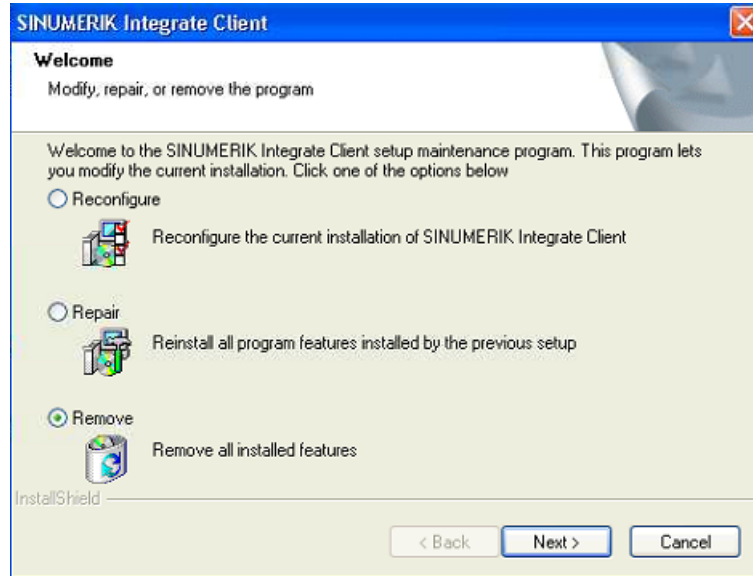 SINUMERIK Integrate Client
Welcome
Modify, repair, or remove the program
Welcome to the SINUMERIK Integrate Client setup maintenance program. This program lets
you modify the current installation. Click one of the options below
Reconfigure
Reconfigure the current installation of SINUMERIK Integrate Client
Repair
Reinstall all program features installed by the previous setup
Remove
Remove all installed features
InstallShield
< Back
Next >
Cancel